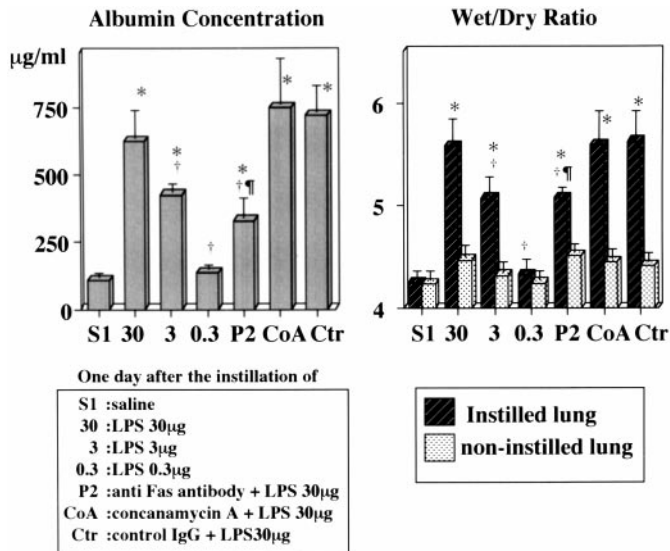 Albumin Concentration
µg/ml
750
500
250
0
*
*
†
†
*
†¶
*
*
S1 30 3 0.3 P2 CoA Ctr
Wet/Dry Ratio
6
5
4
*
*
†
†
*
†¶
*
*
S1 30 3 0.3 P2 CoA Ctr
One day after the instillation of
S1 :saline
30 :LPS 30µg
3 :LPS 3µg
0.3 :LPS 0.3µg
P2 :anti Fas antibody + LPS 30µg
CoA :concanamycin A + LPS 30µg
Ctr :control IgG + LPS30µg
Instilled lung
non-instilled lung